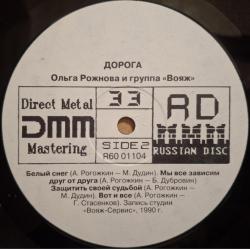 ДОРОГА
Ольга Рожнова и группа «Вояж»
Direct Metal
DMM
Mastering
33
SIDE 2
R60 01104
RD
RUSSIAN DISC
Белый снег (А. Рогожкин — М. Дудин). Мы все зависим
друг от друга (А. Рогожкин — Б. Дубровин).
Защитить своей судьбой (А. Рогожкин —
М. Дудин). Вот и все (А. Рогожкин —
Г. Стасенков). Запись студии
«Вояж-Сервис», 1990 г.